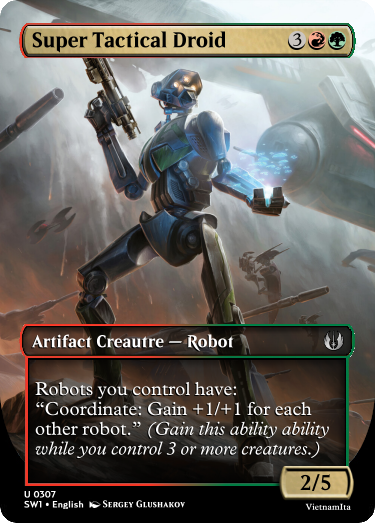 Super Tactical Droid 3
Artifact Creautre — Robot
Robots you control have:
“Coordinate: Gain +1/+1 for each
other robot.” (Gain this ability ability
while you control 3 or more creatures.)
2/5
U 0307
SW1 • English Sergey Glushakov
VietnamIta